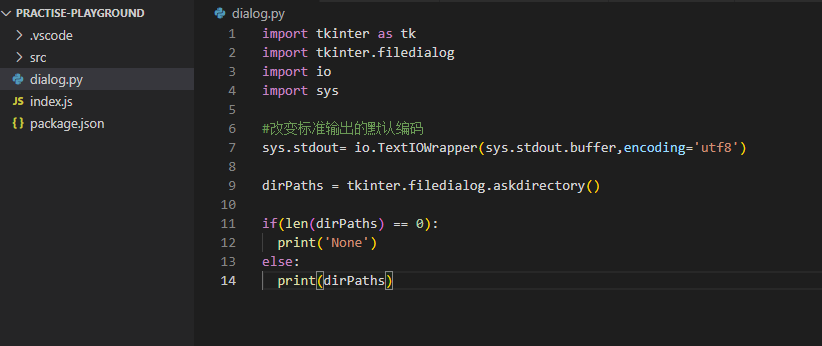 PRACTISE-PLAYGROUND
.vscode
src
dialog.py
JS index.js
{} package.json
dialog.py
1 import tkinter as tk
2 import tkinter.filedialog
3 import io
4 import sys
5
6 #改变标准输出的默认编码
7 sys.stdout= io.TextIOWrapper(sys.stdout.buffer,encoding='utf8')
8
9 dirPaths = tkinter.filedialog.askdirectory()
10
11 if(len(dirPaths) == 0):
12   print('None')
13 else:
14   print(dirPaths)